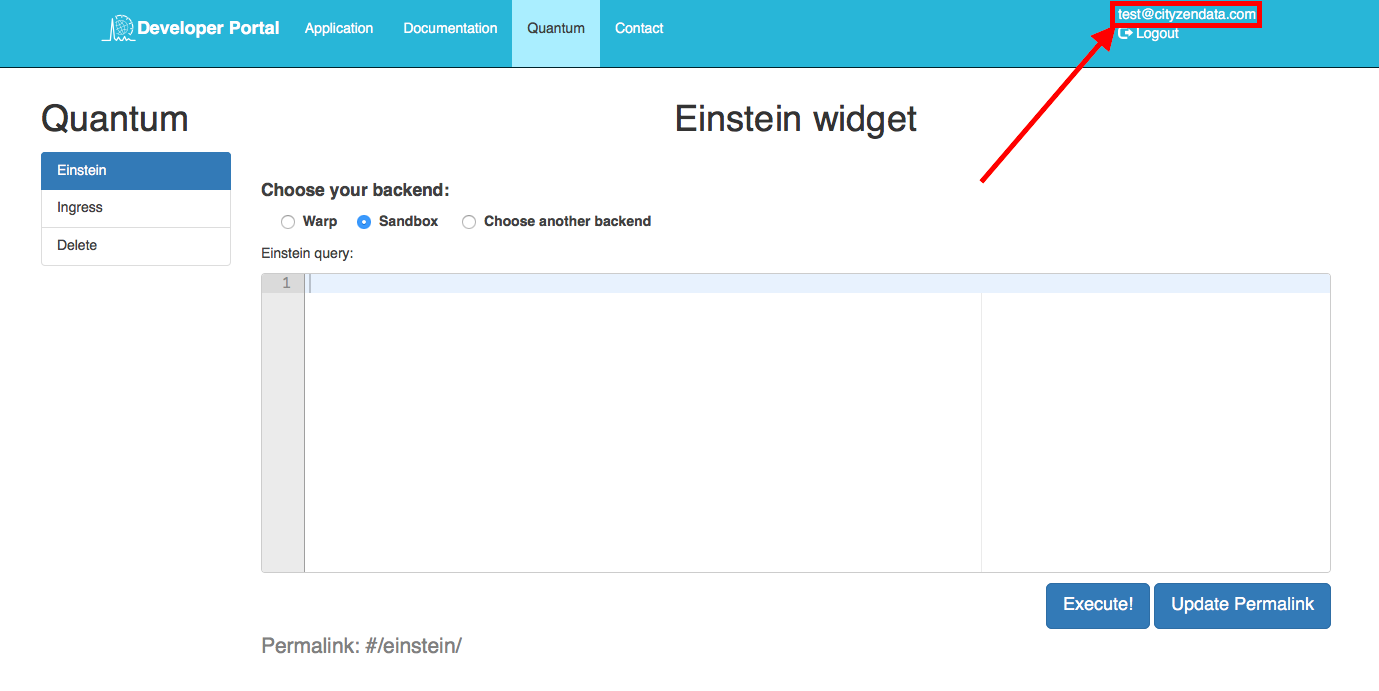 Developer Portal Application Documentation Quantum Contact
test@cityzendata.com
Logout
Quantum
Einstein widget
Einstein
Ingress
Delete
Choose your backend:
Warp Sandbox Choose another backend
Einstein query:
1
Execute! Update Permalink
Permalink: #/einstein/